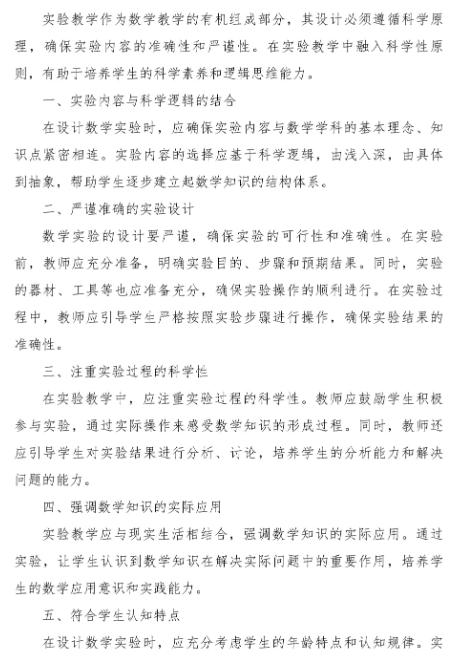 实验教学作为数学教学的有机组成部分，其设计必须遵循科学原
理，确保实验内容的准确性和严谨性。在实验教学中融入科学性原
则，有助于培养学生的科学素养和逻辑思维能力。
一、实验内容与科学逻辑的结合
在设计数学实验时，应确保实验内容与数学学科的基本理念、知
识点紧密相连。实验内容的选择应基于科学逻辑，由浅入深，由具体
到抽象，帮助学生逐步建立起数学知识的结构体系。
二、严谨准确的实验设计
数学实验的设计要严谨，确保实验的可行性和准确性。在实验
前，教师应充分准备，明确实验目的、步骤和预期结果。同时，实验
的器材、工具等也应准备充分，确保实验操作的顺利进行。在实验过
程中，教师应引导学生严格按照实验步骤进行操作，确保实验结果的
准确性。
三、注重实验过程的科学性
在实验教学中，应注重实验过程的科学性。教师应鼓励学生积极
参与实验，通过实际操作来感受数学知识的形成过程。同时，教师还
应引导学生对实验结果进行分析、讨论，培养学生的分析能力和解决
问题的能力。
四、强调数学知识的实际应用
实验教学应与现实生活相结合，强调数学知识的实际应用。通过
实验，让学生认识到数学知识在解决实际问题中的重要作用，培养学
生的数学应用意识和实践能力。
五、符合学生认知特点
在设计数学实验时，应充分考虑学生的年龄特点和认知规律。实